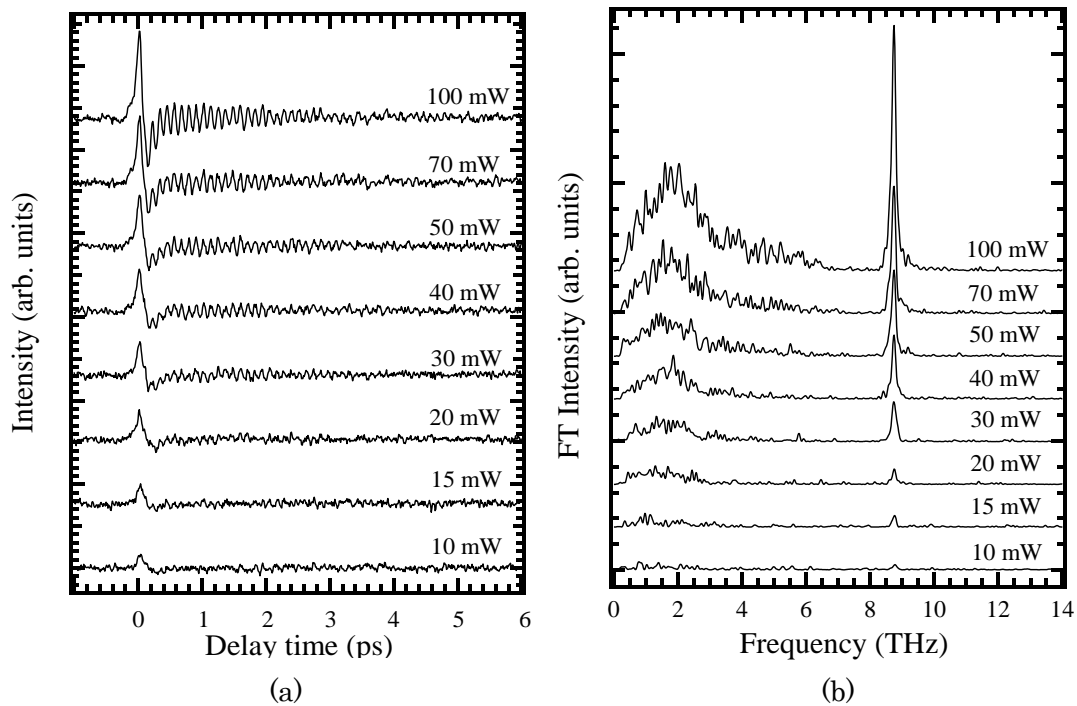 Intensity (arb. units)
100 mW
70 mW
50 mW
40 mW
30 mW
20 mW
15 mW
10 mW
0 1 2 3 4 5 6
Delay time (ps)
(a)
FT Intensity (arb. units)
100 mW
70 mW
50 mW
40 mW
30 mW
20 mW
15 mW
10 mW
0 2 4 6 8 10 12 14
Frequency (THz)
(b)